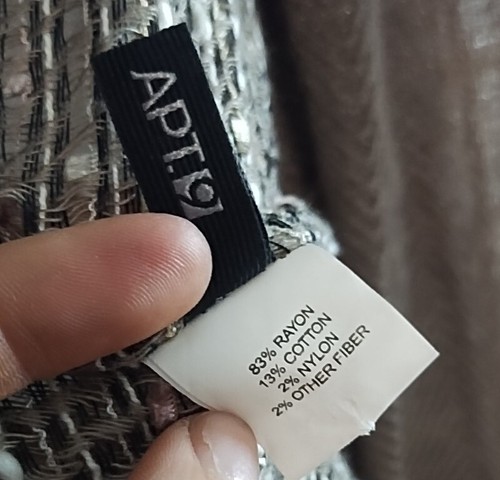 APT.9
83% RAYON
13% COTTON
2% NYLON
2% OTHER FIBER